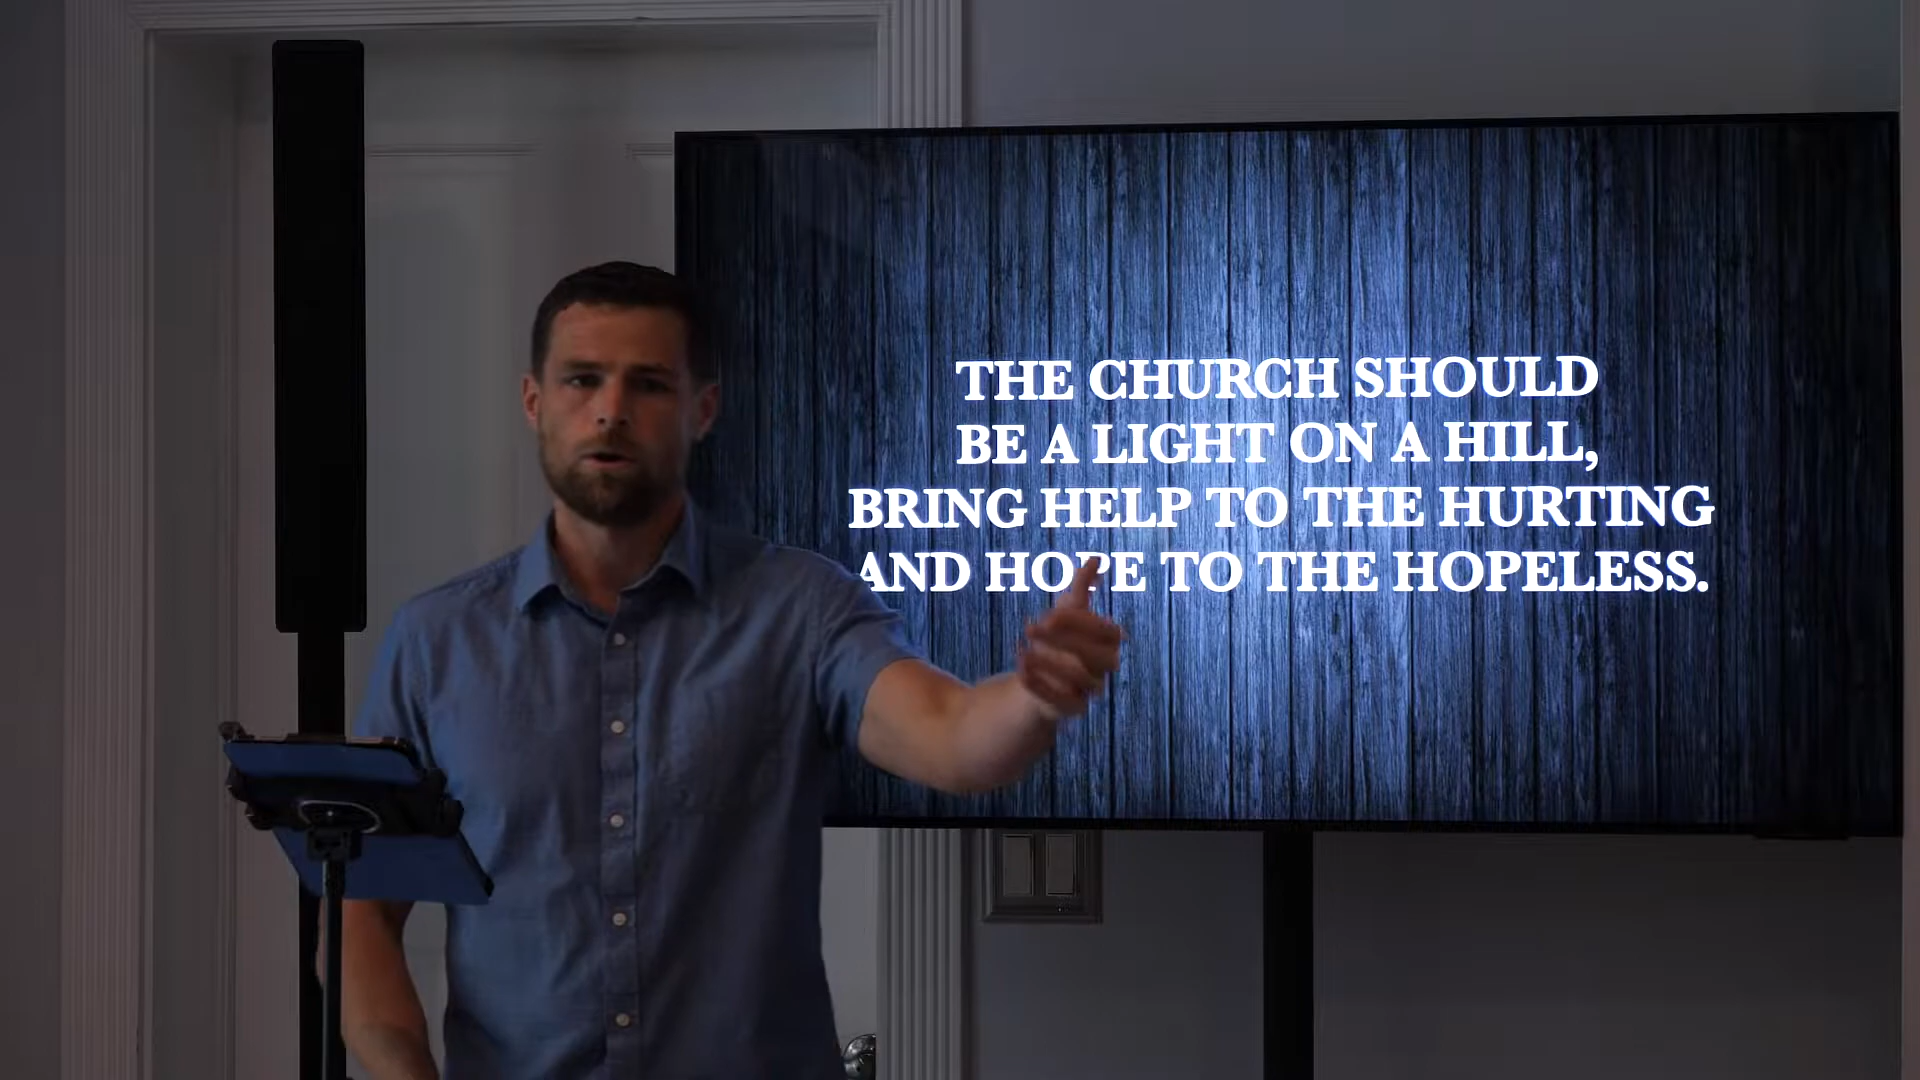 THE CHURCH SHOULD
BE A LIGHT ON A HILL,
BRING HELP TO THE HURTING
AND HOPE TO THE HOPELESS.